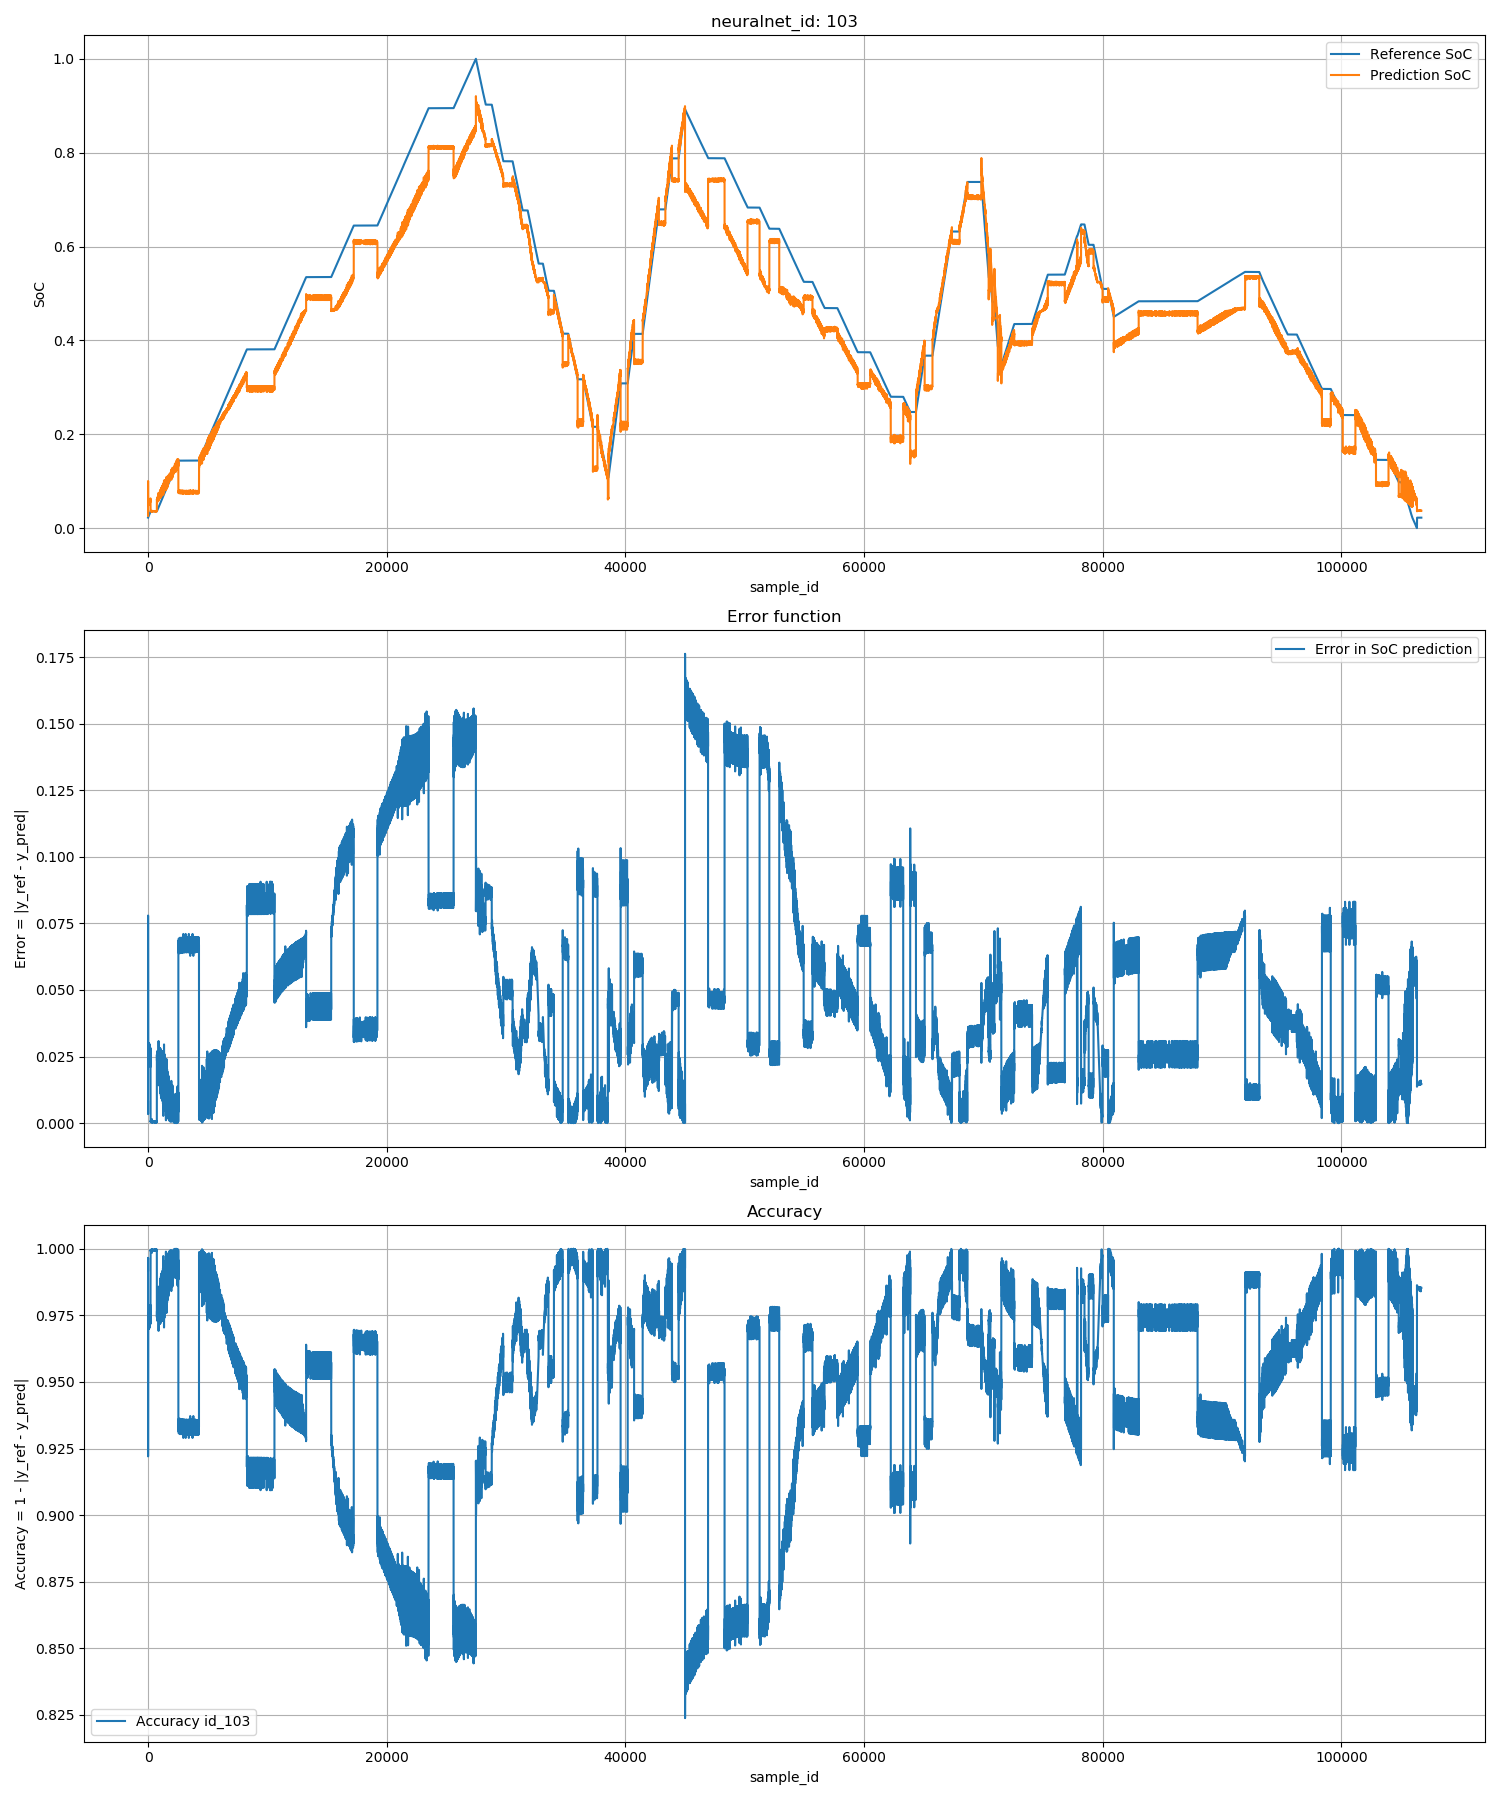 neuralnet_id: 103
Reference SoC
Prediction SoC
1.0
0.8
0.6
0.4
0.2
0.0
SoC
0 20000 40000 60000 80000 100000
sample_id
Error function
Error in SoC prediction
0.175
0.150
0.125
0.100
0.075
0.050
0.025
0.000
Error = |y_ref - y_pred|
0 20000 40000 60000 80000 100000
sample_id
Accuracy
1.000
0.975
0.950
0.925
0.900
0.875
0.850
0.825
Accuracy = 1 - |y_ref - y_pred|
Accuracy id_103
0 20000 40000 60000 80000 100000
sample_id